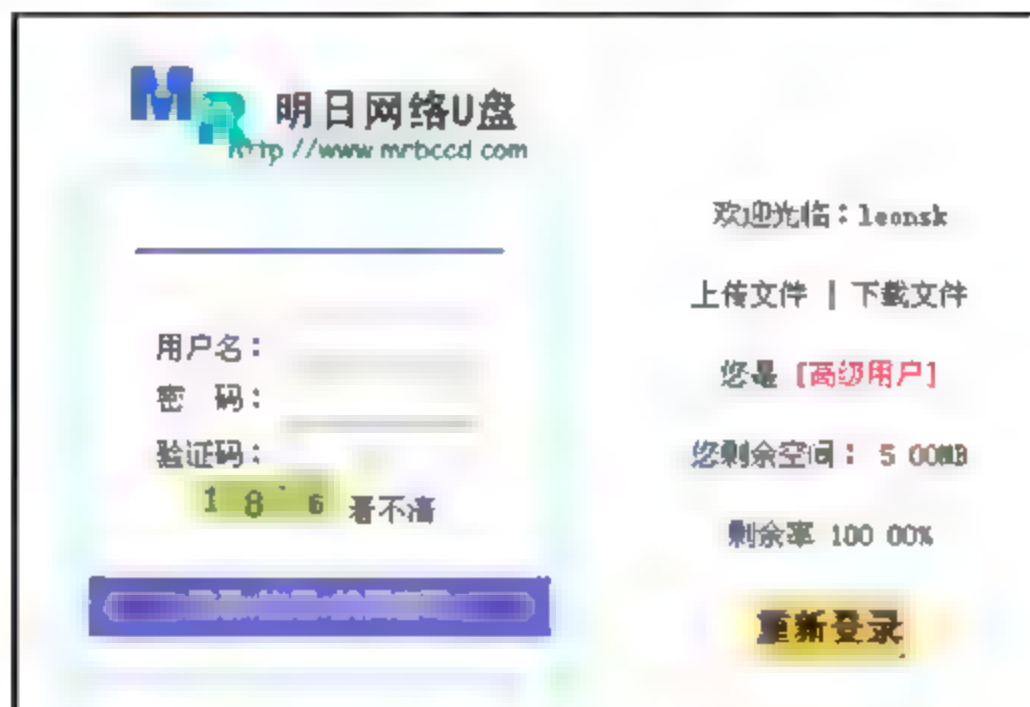 MR 明日网络U盘
http://www.mrbccd.com
用户名：
密 码：
验证码：
看不清
欢迎光临：leonsk
上传文件 | 下载文件
您是 [高级用户]
您剩余空间： 5.00MB
剩余率 100.00%
重新登录